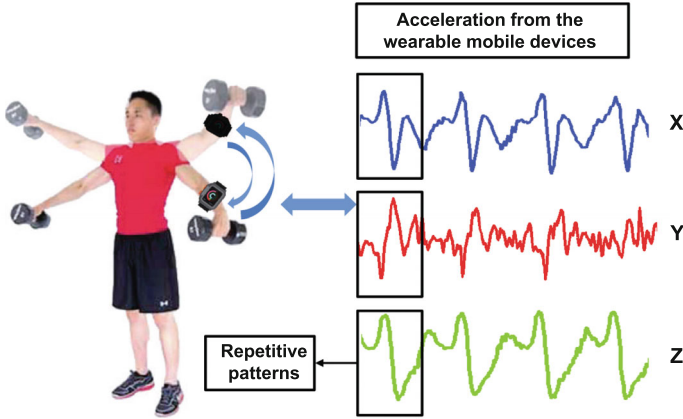 Acceleration from the
wearable mobile devices
X
Y
Repetitive
patterns
Z